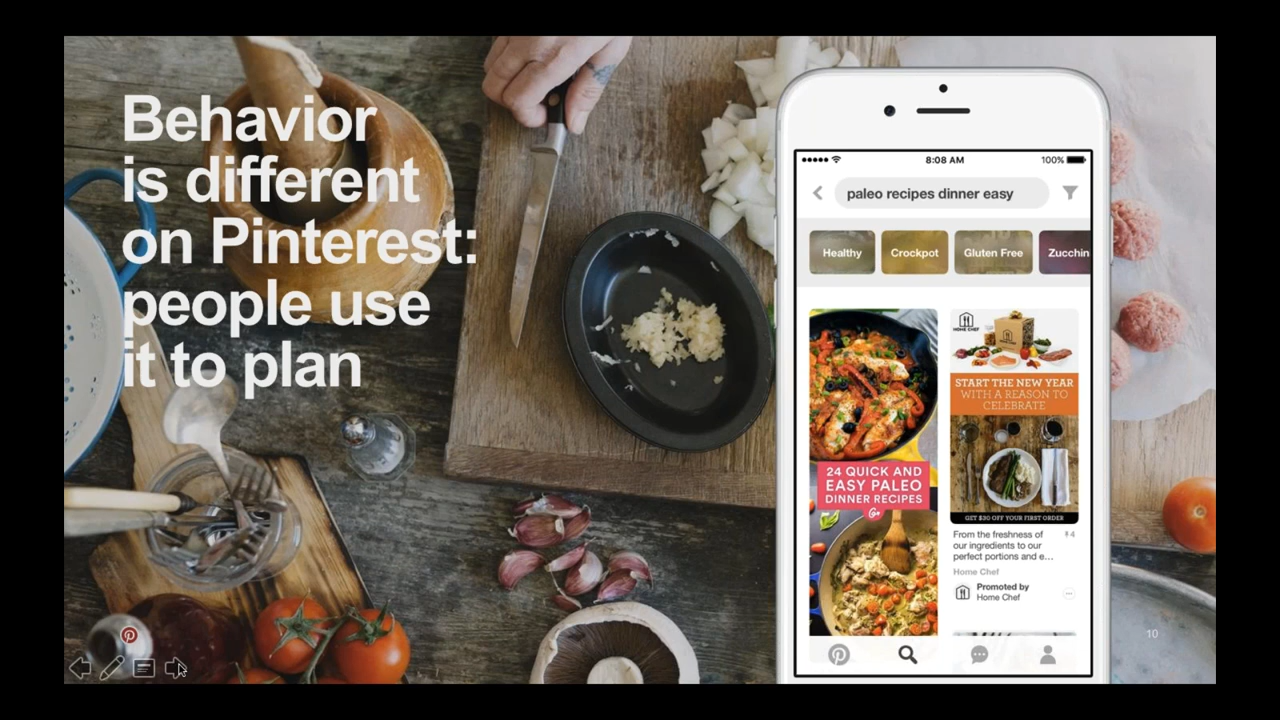 Behavior
is different
on Pinterest:
people use
it to plan
8:08 AM
100%
paleo recipes dinner easy
Healthy
Crockpot
Gluten Free
Zucchin
24 QUICK AND
EASY PALEO
DINNER RECIPES
HOME CHEF
START THE NEW YEAR
WITH A REASON TO
CELEBRATE
GET $30 OFF YOUR FIRST ORDER
From the freshness of
our ingredients to our
perfect portions and e...
4
Home Chef
Promoted by
Home Chef
10